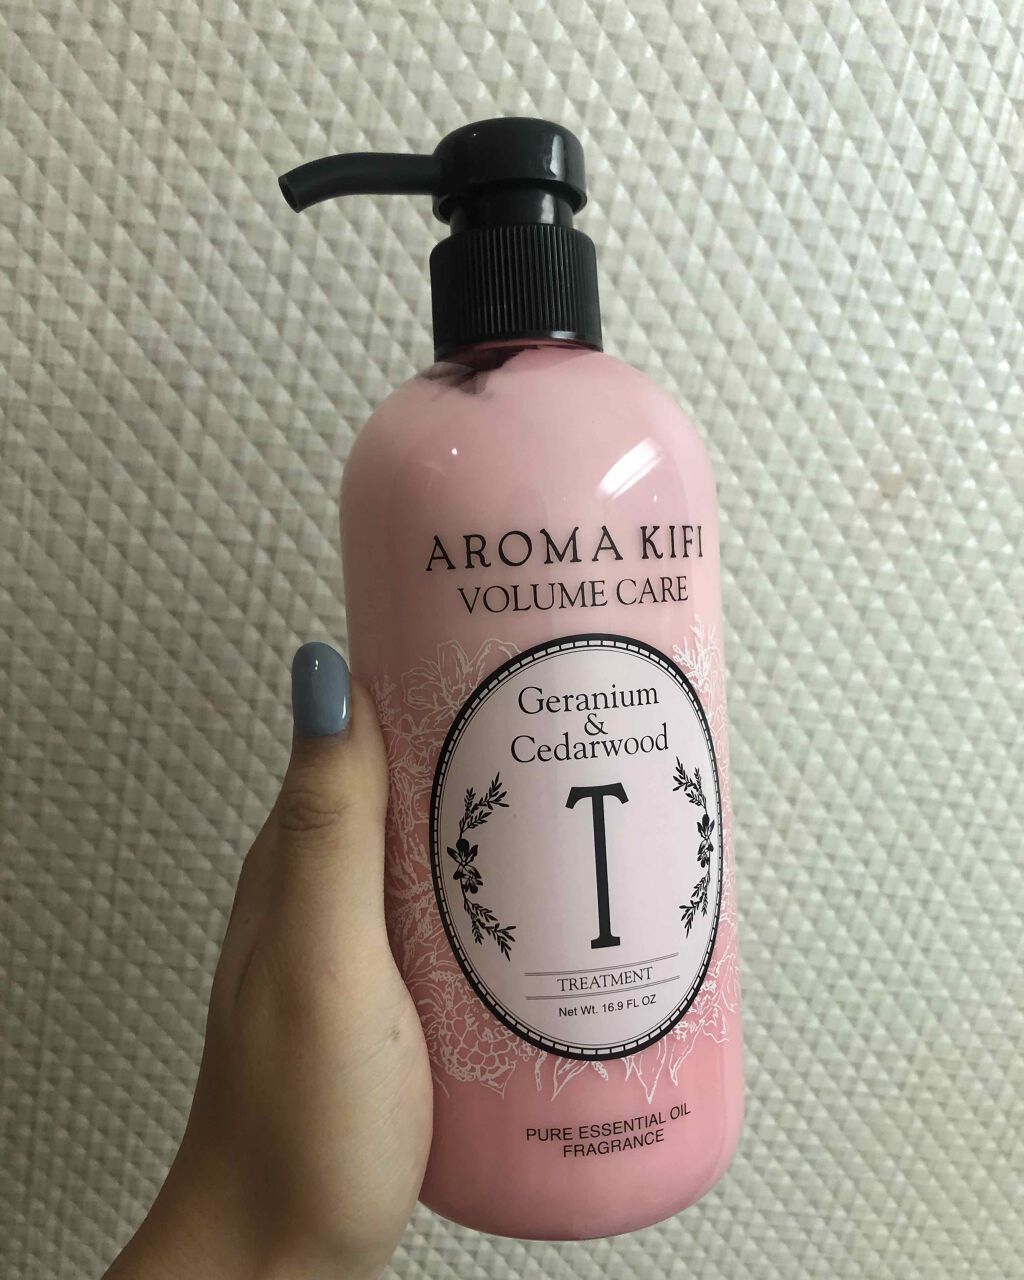 AROMA KIFI
VOLUME CARE
Geranium
&
Cedarwood
T
TREATMENT
Net Wt. 16.9 FL OZ
PURE ESSENTIAL OIL
FRAGRANCE